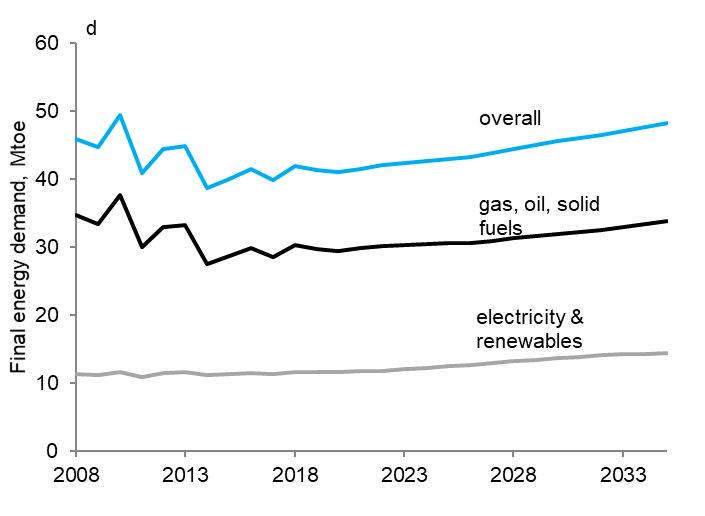 d
60
50
40
30
20
10
0
Final energy demand, Mtoe
overall
gas, oil, solid
fuels
electricity &
renewables
2008 2013 2018 2023 2028 2033